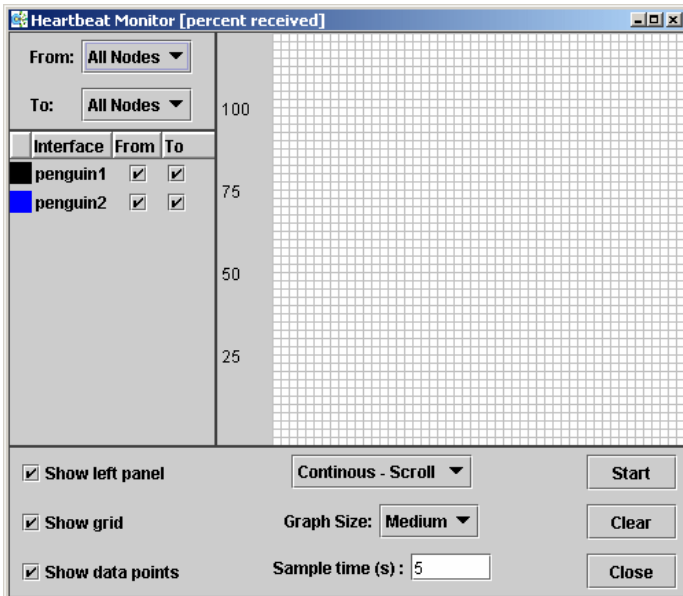 Heartbeat Monitor [percent received]
From: All Nodes
To: All Nodes
Interface From To
penguin1
penguin2
100
75
50
25
Show left panel
Continous - Scroll
Start
Show grid
Graph Size: Medium
Clear
Show data points
Sample time (s) : 5
Close